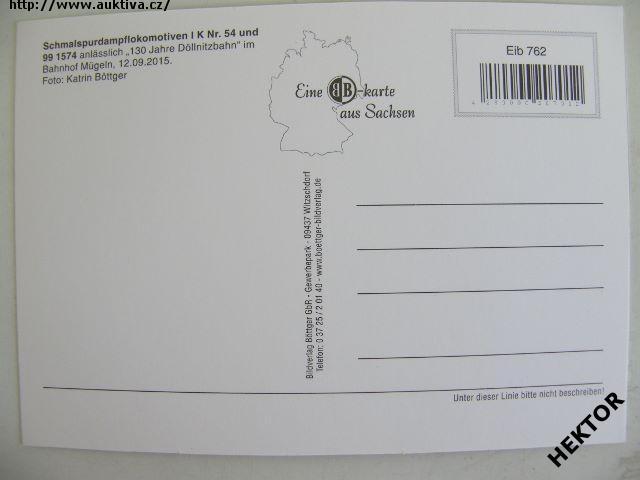 http://www.auktiva.cz/
Schmalspurdampflokomotiven I K Nr. 54 und
99 1574 anlässlich „130 Jahre Döllnitzbahn“ im
Bahnhof Mügeln, 12.09.2015.
Foto: Katrin Böttger
Eine BB-karte
aus Sachsen
Eib 762
Bildverlag Böttger GbR · Gewerbepark · 09437 Witzschdorf
Telefon: 0 37 25 / 2 01 40 · www.boettger-bildverlag.de
Unter dieser Linie bitte nicht beschreiben!
HEKTOR